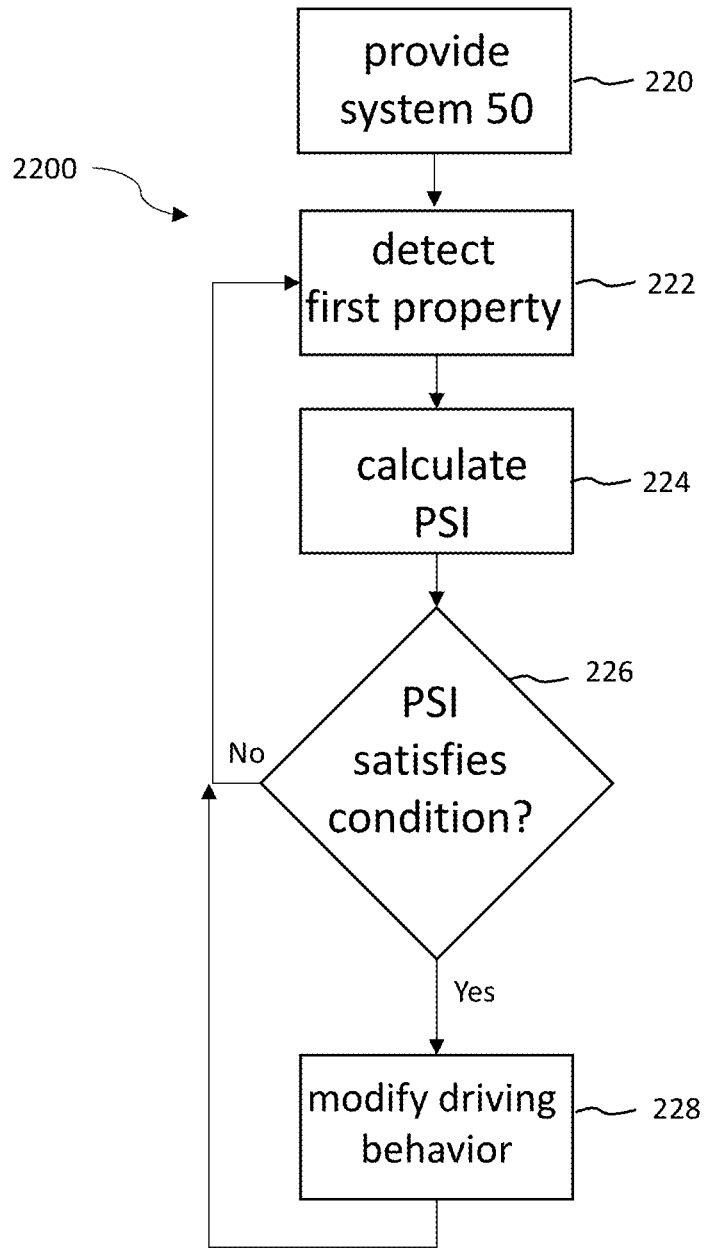 provide
system 50
220
2200
detect
first property
222
calculate
PSI
224
PSI
satisfies
condition?
226
No
Yes
modify driving
behavior
228